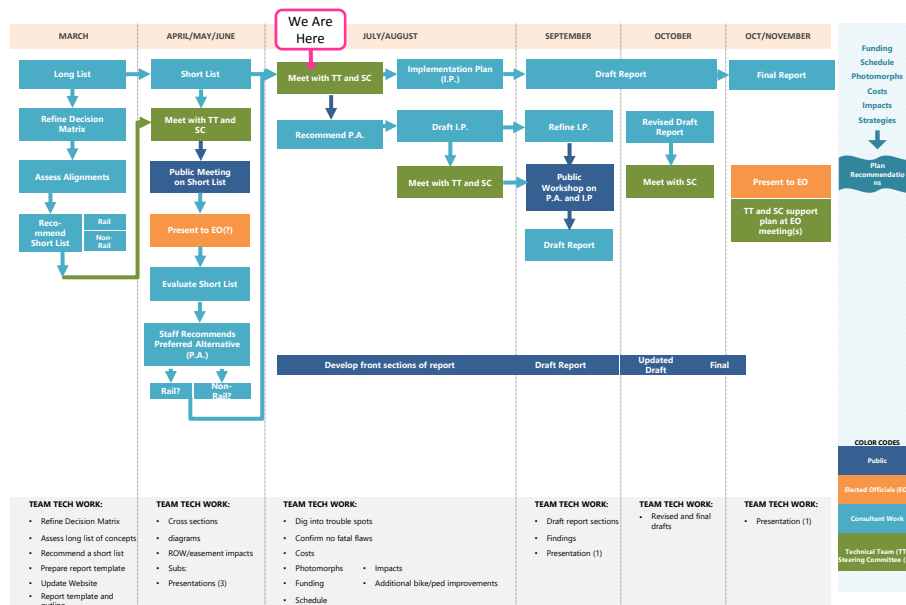 We Are
Here
MARCH
APRIL/MAY/JUNE
JULY/AUGUST
SEPTEMBER
OCTOBER
OCT/NOVEMBER
Long List
Refine Decision
Matrix
Assess Alignments
Reco-
mmend
Short List
Rail
Non-
Rail
Short List
Meet with TT and
SC
Public Meeting
on Short List
Present to EO(?)
Evaluate Short List
Staff Recommends
Preferred Alternative
(P.A.)
Rail?
Non-
Rail?
Meet with TT and SC
Recommend P.A.
Implementation Plan
(I.P.)
Draft I.P.
Meet with TT and SC
Draft Report
Refine I.P.
Public
Workshop on
P.A. and I.P
Draft Report
Revised Draft
Report
Meet with SC
Final Report
Present to EO
TT and SC support
plan at EO
meeting(s)
Develop front sections of report
Draft Report
Updated
Draft
Final
Funding
Schedule
Photomorphs
Costs
Impacts
Strategies
Plan
Recommendatio
ns
COLOR CODES
Public
Elected Officials (EO
Consultant Work
Technical Team (TT
Steering Committee (
TEAM TECH WORK:
• Refine Decision Matrix
• Assess long list of concepts
• Recommend a short list
• Prepare report template
• Update Website
• Report template and
outline
TEAM TECH WORK:
• Cross sections
• diagrams
• ROW/easement impacts
• Subs:
• Presentations (3)
TEAM TECH WORK:
• Dig into trouble spots
• Confirm no fatal flaws
• Costs
• Photomorphs
• Funding
• Schedule
• Impacts
• Additional bike/ped improvements
TEAM TECH WORK:
• Draft report sections
• Findings
• Presentation (1)
TEAM TECH WORK:
• Revised and final
drafts
TEAM TECH WORK:
• Presentation (1)